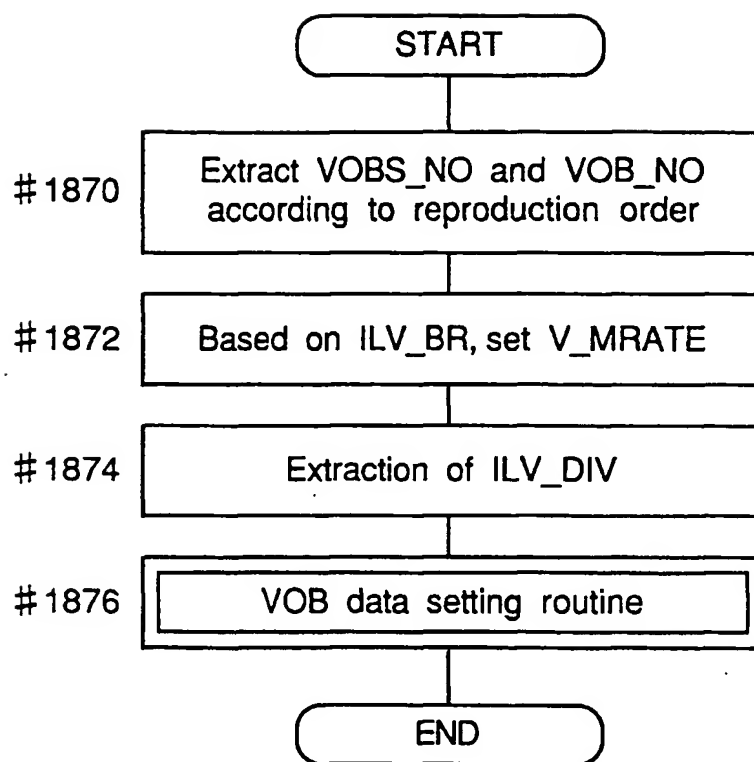 START
#1870
Extract VOBS_NO and VOB_NO
according to reproduction order
#1872
Based on ILV_BR, set V_MRATE
#1874
Extraction of ILV_DIV
#1876
VOB data setting routine
END